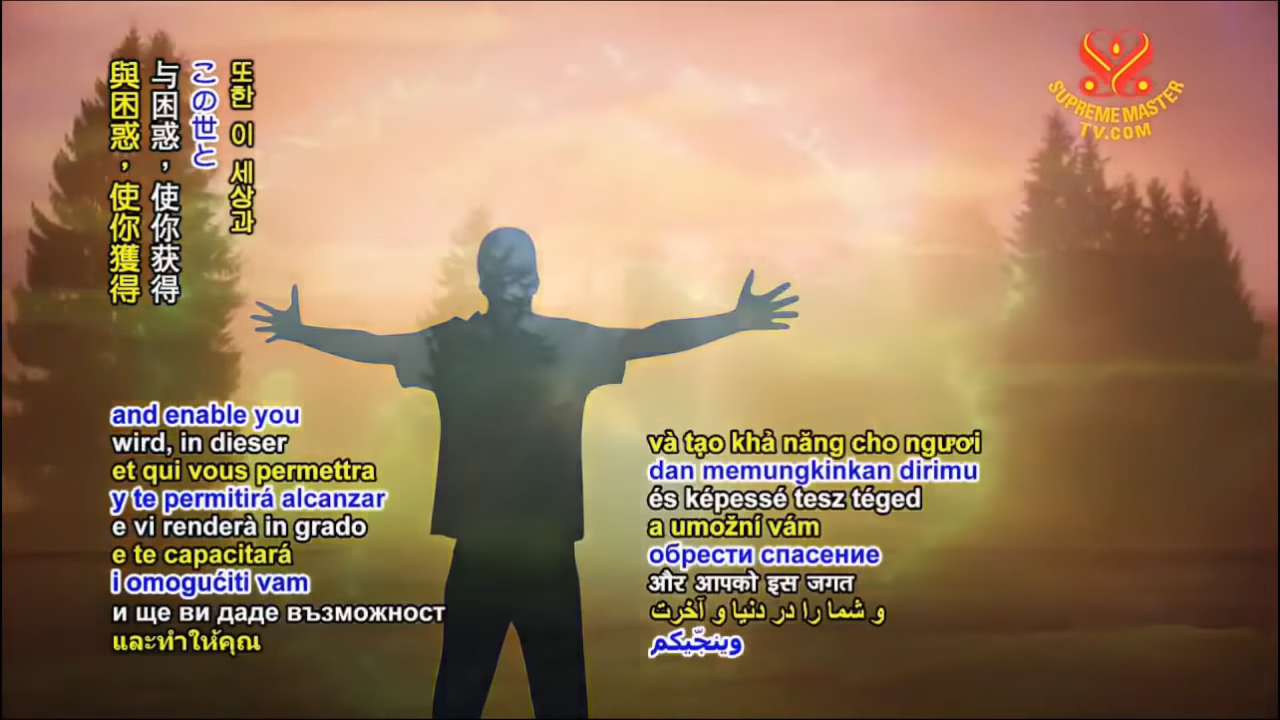 또한 이 세상과
この世と
与困惑，使你获得
與困惑，使你獲得
SUPREME MASTER
TV.COM
and enable you
wird, in dieser
et qui vous permettra
y te permitirá alcanzar
e vi renderà in grado
e te capacitará
i omogućiti vam
и ще ви даде възможност
และทำให้คุณ
và tạo khả năng cho ngươi
dan memungkinkan dirimu
és képessé tesz téged
a umožní vám
обрести спасение
और आपको इस जगत
و شما را در دنیا و آخرت
وينجّيكم